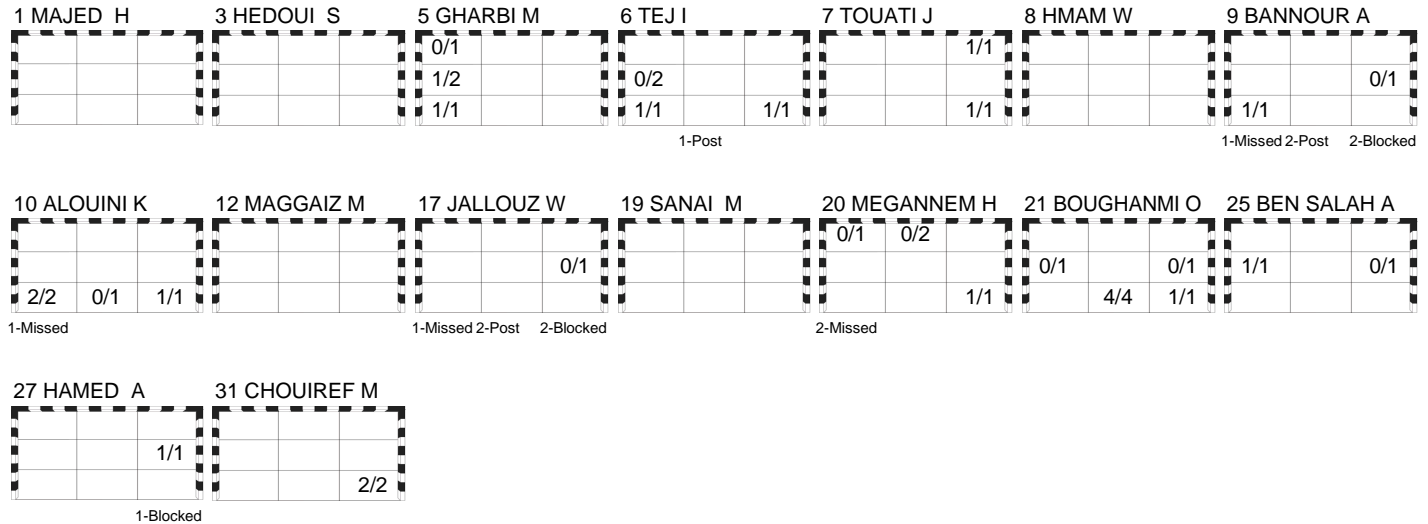 1 MAJED H 3 HEDOUI S 5 GHARBI M 6 TEJ I 7 TOUATI J 8 HMAM W 9 BANNOUR A
0/1 1/1
1/2 0/2 0/1
1/1 1/1 1/1 1/1 1/1
1-Post 1-Missed 2-Post 2-Blocked
10 ALOUINI K 12 MAGGAIZ M 17 JALLOUZ W 19 SANAI M 20 MEGANNEM H 21 BOUGHANMI O 25 BEN SALAH A
0/1 0/2
0/1 0/1 0/1 1/1 0/1
2/2 0/1 1/1 1/1 4/4 1/1
1-Missed 1-Missed 2-Post 2-Blocked 2-Missed
27 HAMED A 31 CHOUIREF M
1/1
2/2
1-Blocked